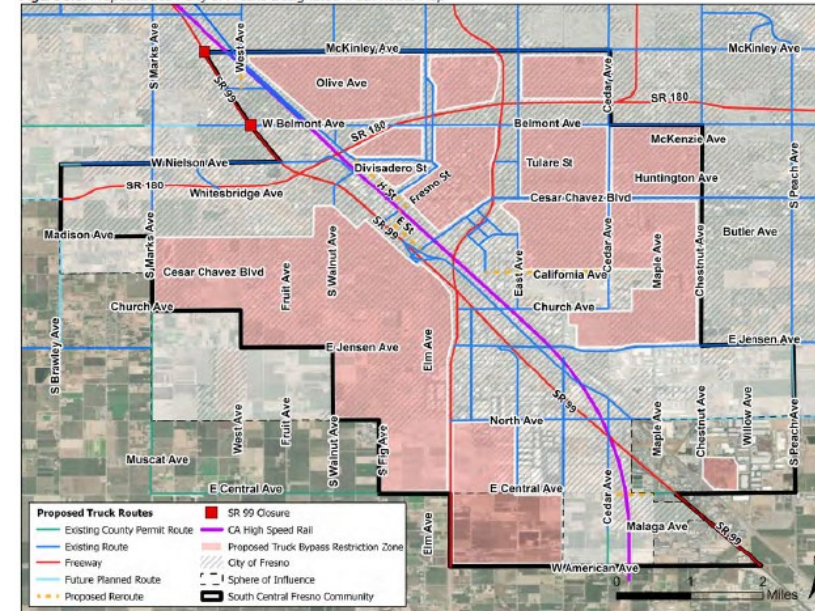 McKinley Ave
McKinley Ave
S Marks Ave
West Ave
Olive Ave
Cedar Ave
SR 99
SR 180
W Belmont Ave
SR 180
Belmont Ave
McKenzie Ave
S Peach Ave
W Nielson Ave
Divisadero St
Tulare St
Huntington Ave
SR 180
Whitesbridge Ave
H St
Fresno St
Cesar Chavez Blvd
Madison Ave
S Marks Ave
SR 99
E St
Cedar Ave
Maple Ave
Chestnut Ave
Butler Ave
Cesar Chavez Blvd
Fruit Ave
S Walnut Ave
East Ave
California Ave
Church Ave
Church Ave
S Brawley Ave
E Jensen Ave
Elm Ave
E Jensen Ave
SR 99
West Ave
Fruit Ave
S Walnut Ave
S Fig Ave
North Ave
Maple Ave
Chestnut Ave
Willow Ave
S Peach Ave
Muscat Ave
E Central Ave
E Central Ave
Cedar Ave
Elm Ave
Malaga Ave
SR 99
W American Ave
Proposed Truck Routes
Existing County Permit Route
Existing Route
Freeway
Future Planned Route
Proposed Reroute
SR 99 Closure
CA High Speed Rail
Proposed Truck Bypass Restriction Zone
City of Fresno
Sphere of Influence
South Central Fresno Community
0 1 2
Miles